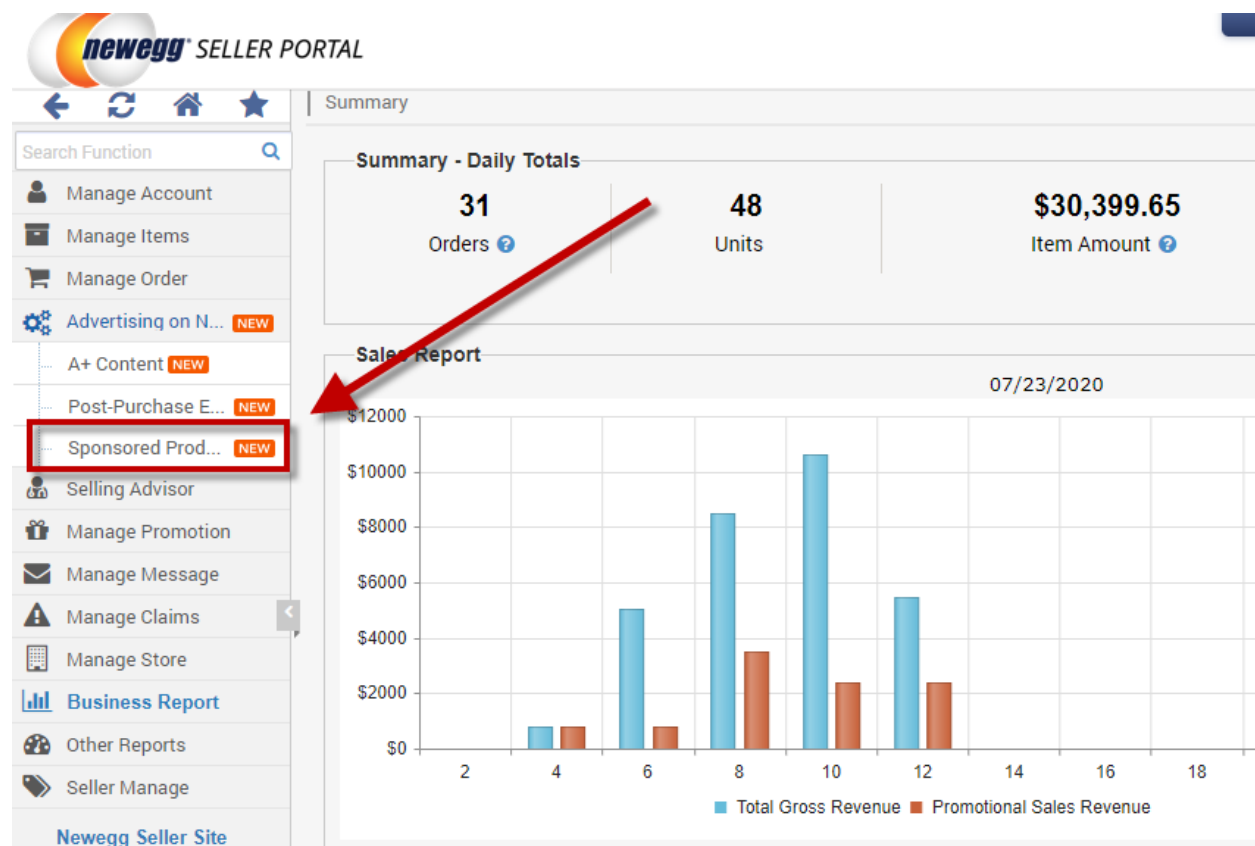 newegg® SELLER PORTAL
Summary
Search Function
Manage Account
Manage Items
Manage Order
Advertising on N... NEW
A+ Content NEW
Post-Purchase E... NEW
Sponsored Prod... NEW
Selling Advisor
Manage Promotion
Manage Message
Manage Claims
Manage Store
Business Report
Other Reports
Seller Manage
Newegg Seller Site
Summary - Daily Totals
31 48 $30,399.65
Orders ? Units Item Amount ?
Sales Report
07/23/2020
$12000
$10000
$8000
$6000
$4000
$2000
$0
2 4 6 8 10 12 14 16 18
Total Gross Revenue Promotional Sales Revenue